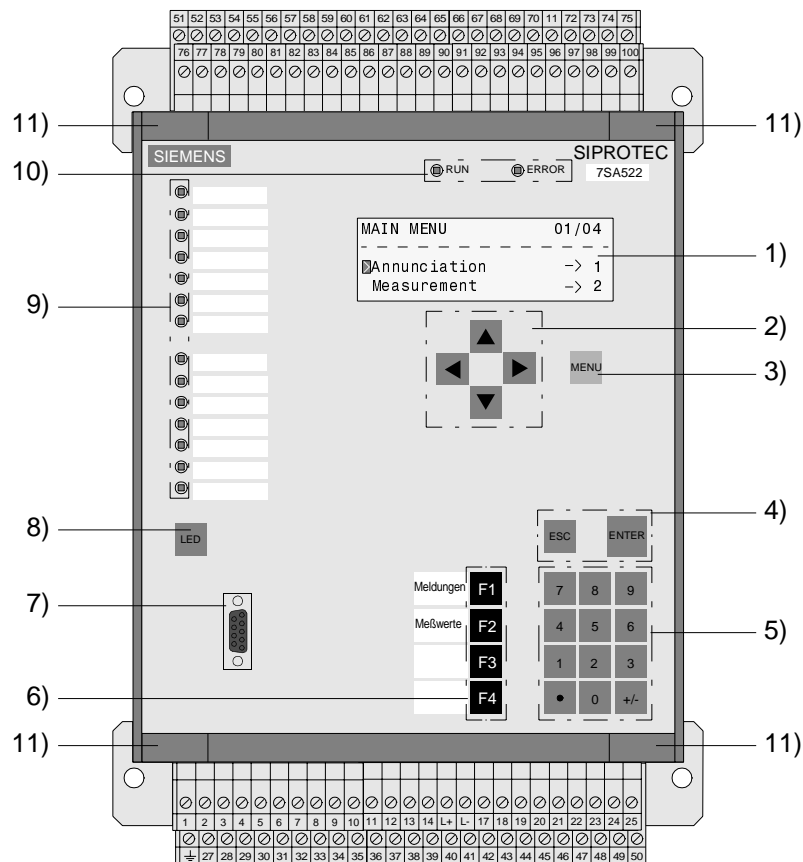 51 52 53 54 55 56 57 58 59 60 61 62 63 64 65 66 67 68 69 70 11 72 73 74 75
76 77 78 79 80 81 82 83 84 85 86 87 88 89 90 91 92 93 94 95 96 97 98 99 100
11) 11)
SIEMENS SIPROTEC
10) RUN ERROR 7SA522
MAIN MENU 01/04
1)
Annunciation -> 1
Measurement -> 2
9)
2)
MENU
3)
4)
8) LED
ESC ENTER
Meldungen F1 7 8 9
7)
Meßwerte F2 4 5 6
5)
F3 1 2 3
6) F4 • 0 +/-
11) 11)
1 2 3 4 5 6 7 8 9 10 11 12 13 14 L+ L- 17 18 19 20 21 22 23 24 25
27 28 29 30 31 32 33 34 35 36 37 38 39 40 41 42 43 44 45 46 47 48 49 50